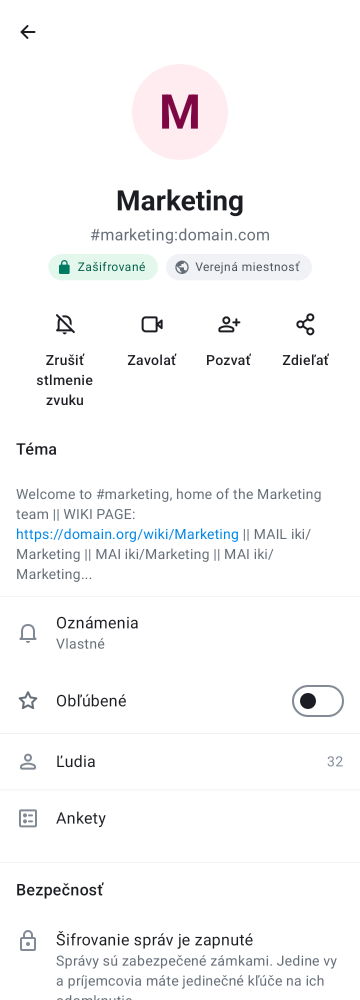 M
Marketing
#marketing:domain.com
Zašifrované
Verejná miestnosť
Zrušiť
stlmenie
zvuku
Zavolať
Pozvať
Zdieľať
Téma
Welcome to #marketing, home of the Marketing
team || WIKI PAGE:
https://domain.org/wiki/Marketing || MAIL iki/
Marketing || MAI iki/Marketing || MAI iki/
Marketing...
Oznámenia
Vlastné
Obľúbené
Ľudia
32
Ankety
Bezpečnosť
Šifrovanie správ je zapnuté
Správy sú zabezpečené zámkami. Jedine vy
a príjemcovia máte jedinečné kľúče na ich